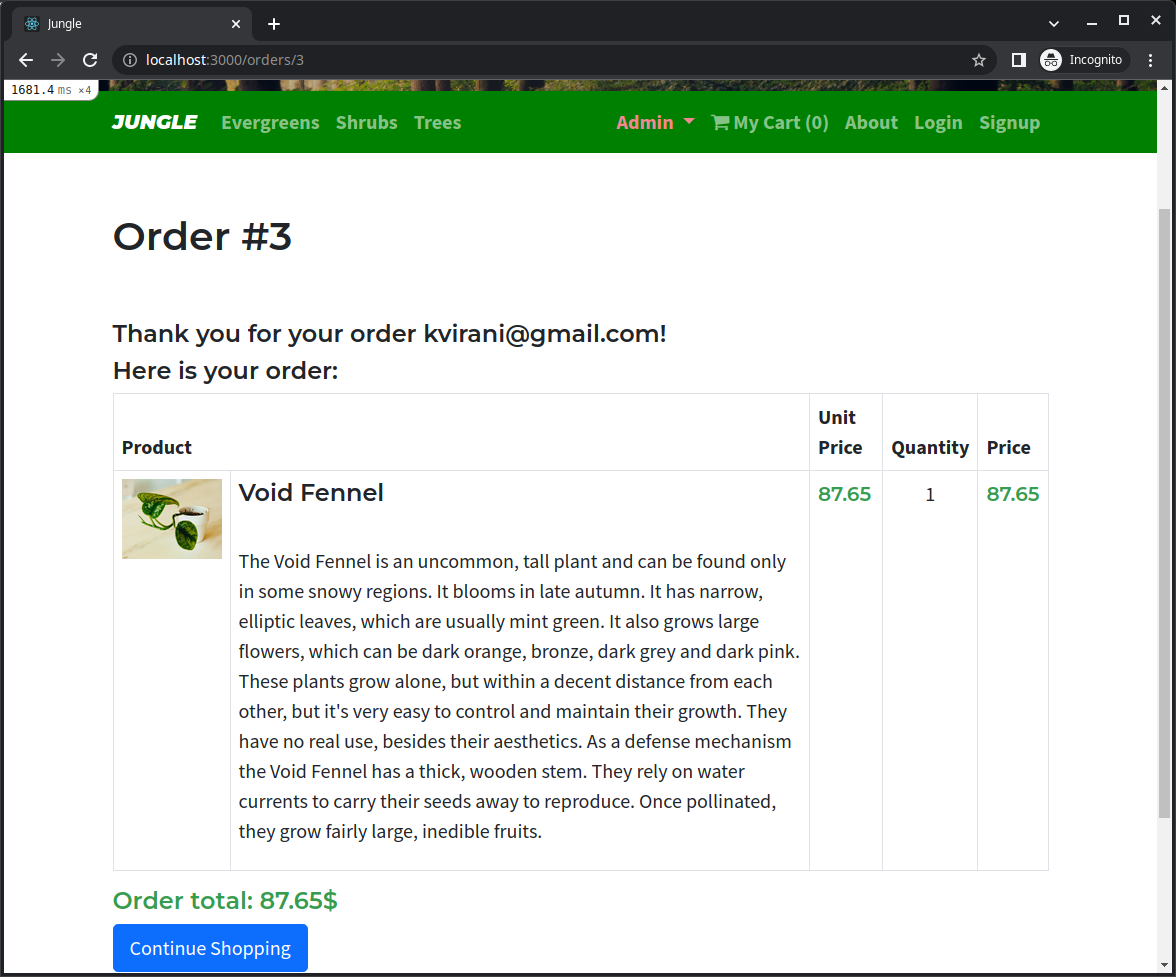 Jungle
localhost:3000/orders/3
Incognito
1681.4 ms ×4
JUNGLE Evergreens Shrubs Trees Admin My Cart (0) About Login Signup
Order #3
Thank you for your order kvirani@gmail.com!
Here is your order:
Product Unit Price Quantity Price
Void Fennel 87.65 1 87.65
The Void Fennel is an uncommon, tall plant and can be found only
in some snowy regions. It blooms in late autumn. It has narrow,
elliptic leaves, which are usually mint green. It also grows large
flowers, which can be dark orange, bronze, dark grey and dark pink.
These plants grow alone, but within a decent distance from each
other, but it's very easy to control and maintain their growth. They
have no real use, besides their aesthetics. As a defense mechanism
the Void Fennel has a thick, wooden stem. They rely on water
currents to carry their seeds away to reproduce. Once pollinated,
they grow fairly large, inedible fruits.
Order total: 87.65$
Continue Shopping